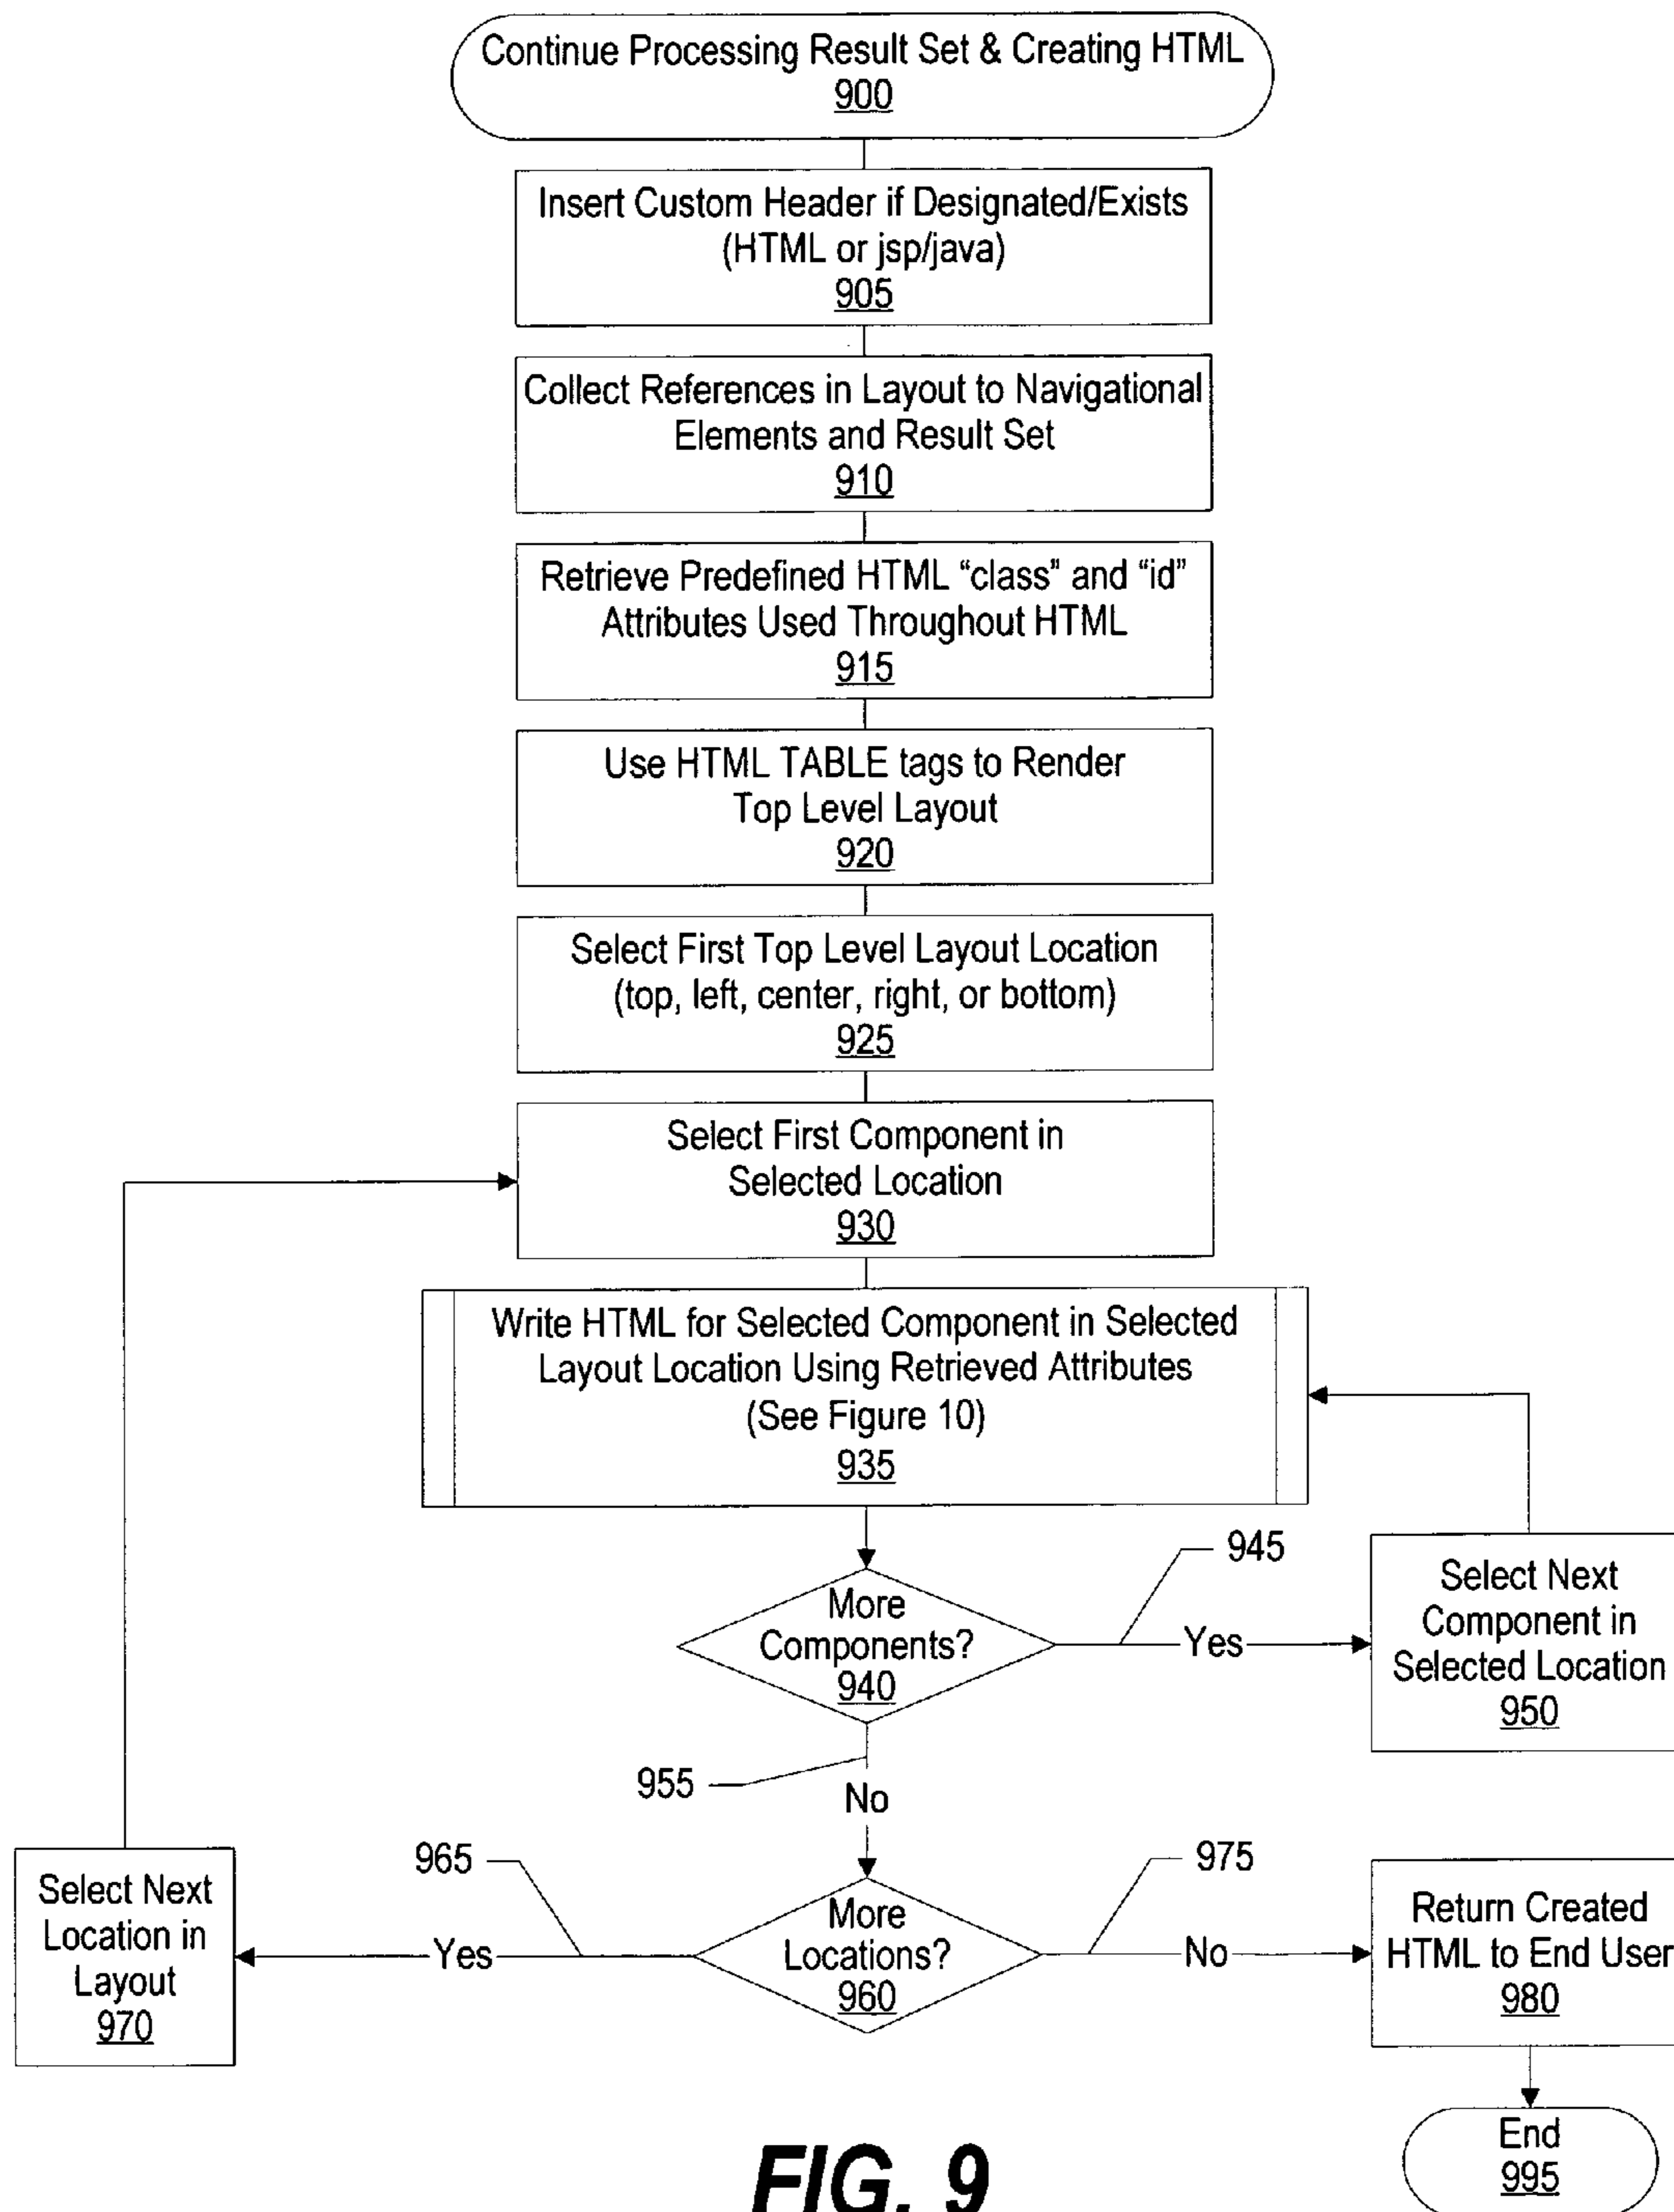 Continue Processing Result Set & Creating HTML
900
Insert Custom Header if Designated/Exists
(HTML or jsp/java)
905
Collect References in Layout to Navigational
Elements and Result Set
910
Retrieve Predefined HTML “class” and “id”
Attributes Used Throughout HTML
915
Use HTML TABLE tags to Render
Top Level Layout
920
Select First Top Level Layout Location
(top, left, center, right, or bottom)
925
Select First Component in
Selected Location
930
Write HTML for Selected Component in Selected
Layout Location Using Retrieved Attributes
(See Figure 10)
935
More
Components?
940
945
Yes
Select Next
Component in
Selected Location
950
955
No
More
Locations?
960
965
Yes
Select Next
Location in
Layout
970
975
No
Return Created
HTML to End User
980
End
995
FIG. 9